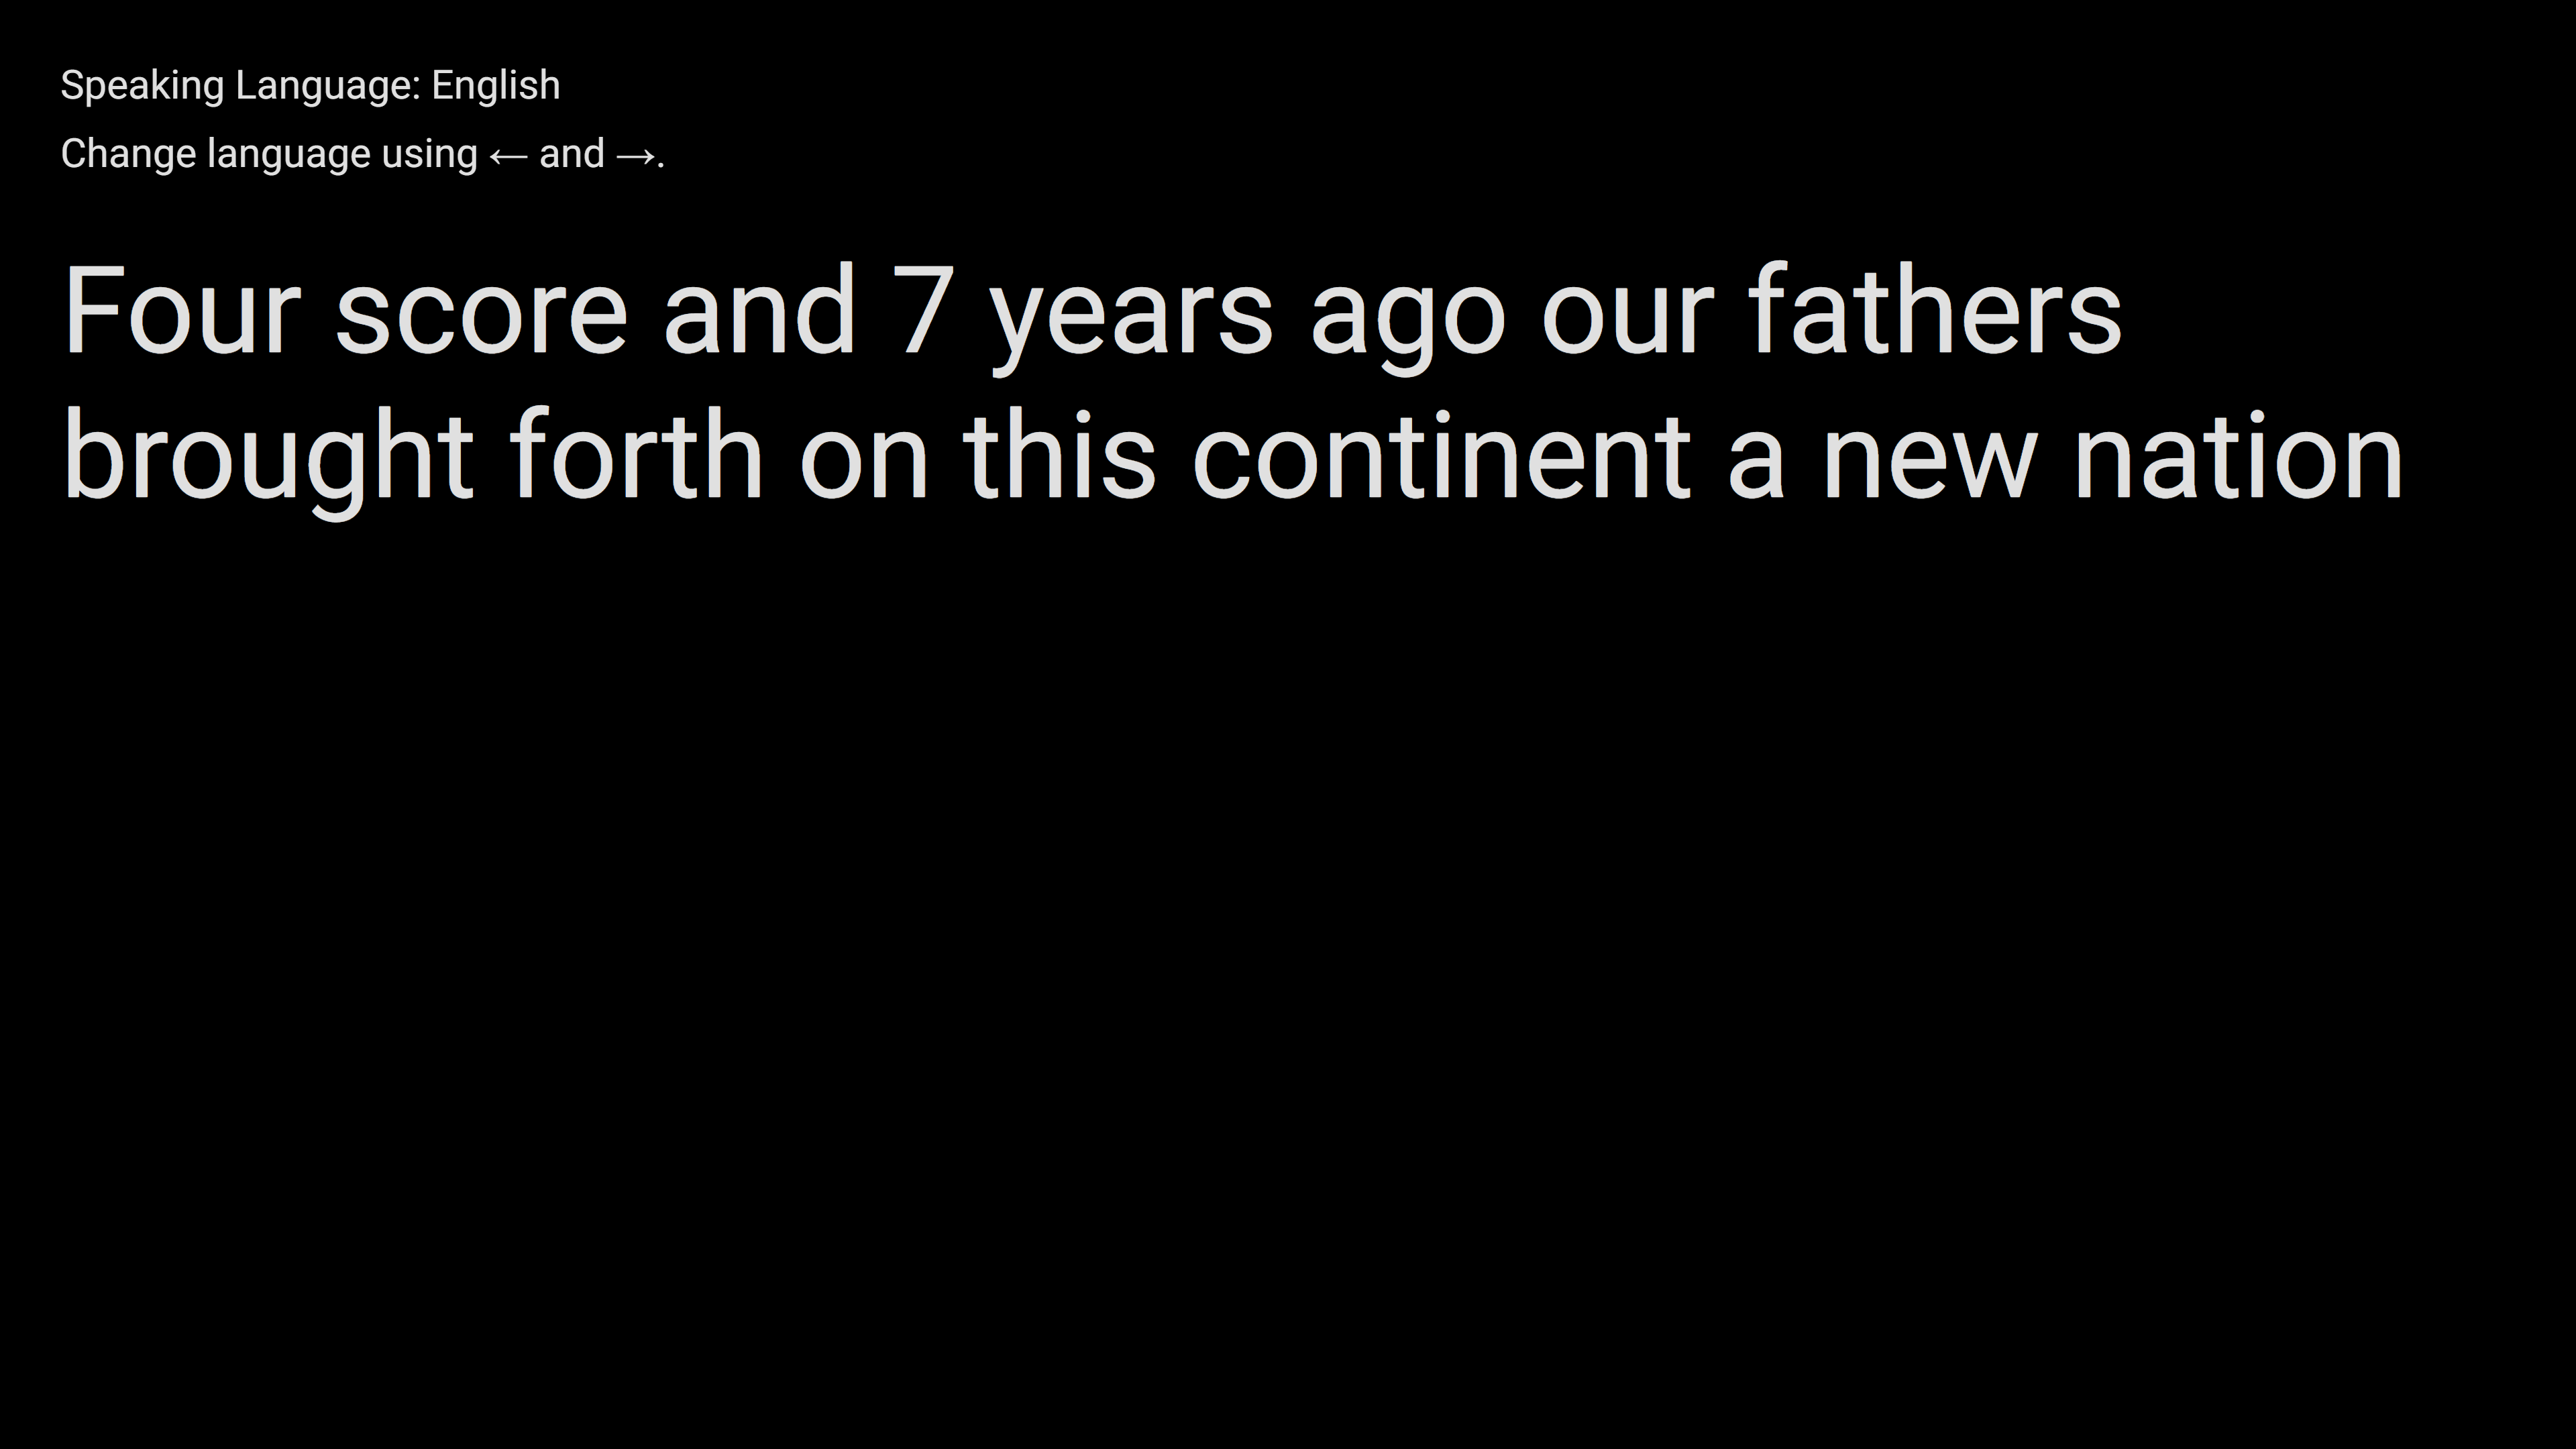 Speaking Language: English
Change language using ← and →.
Four score and 7 years ago our fathers
brought forth on this continent a new nation